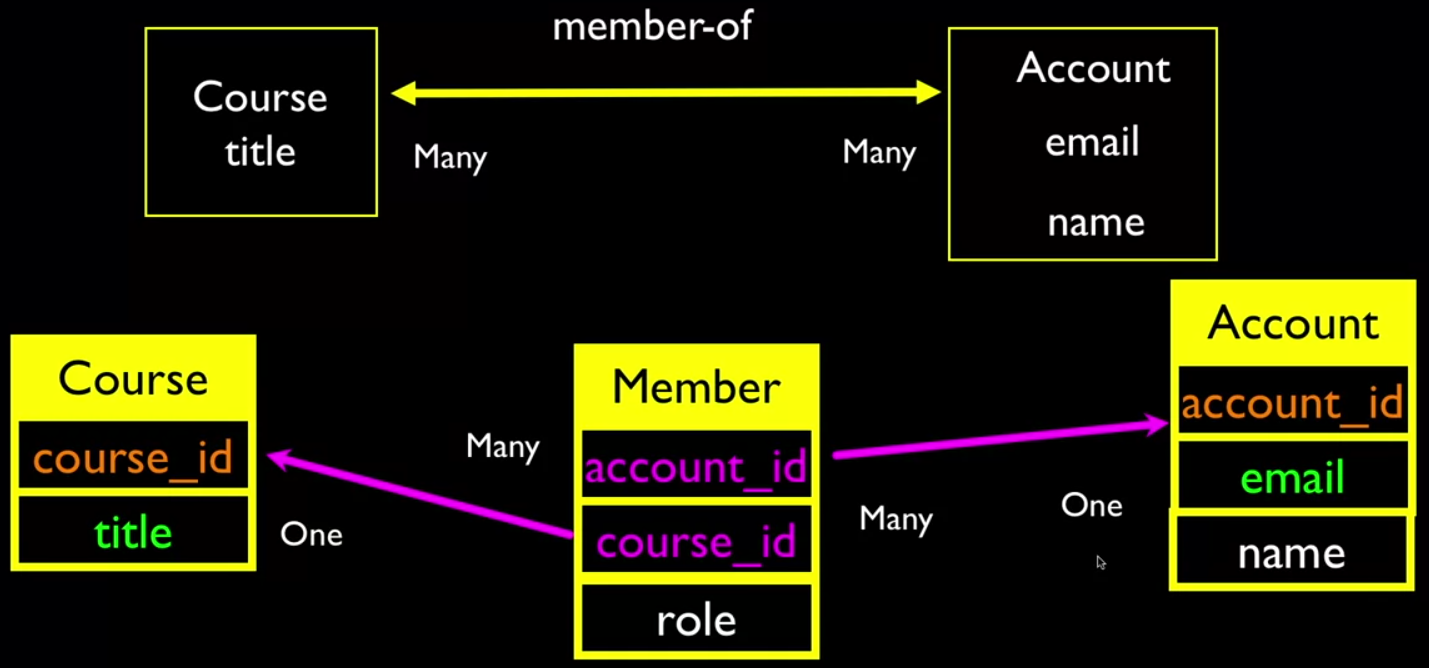 member-of
Course
title
Many
Many
Account
email
name
Course
course_id
title
One
Many
Member
account_id
course_id
role
Many
One
Account
account_id
email
name